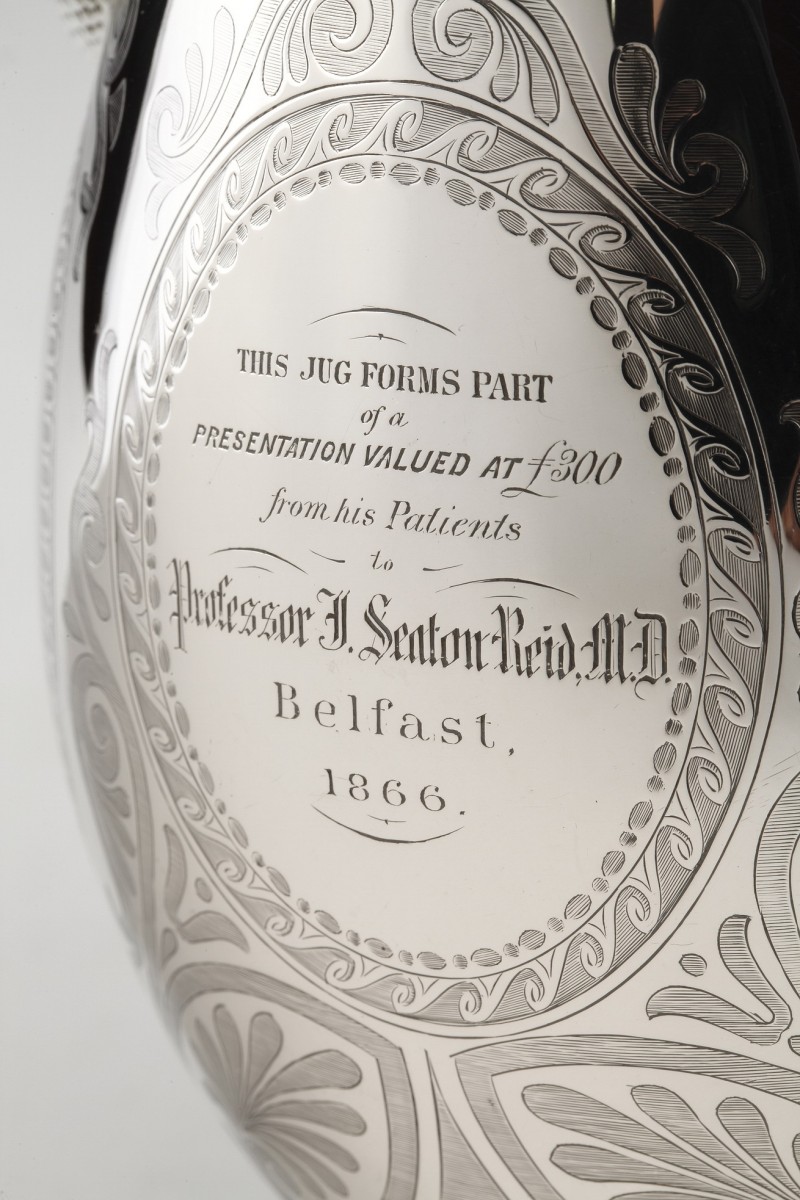 THIS JUG FORMS PART
of a
PRESENTATION VALUED AT £300
from his Patients
to
Professor J. Seaton Reid, M.D.
Belfast,
1866.